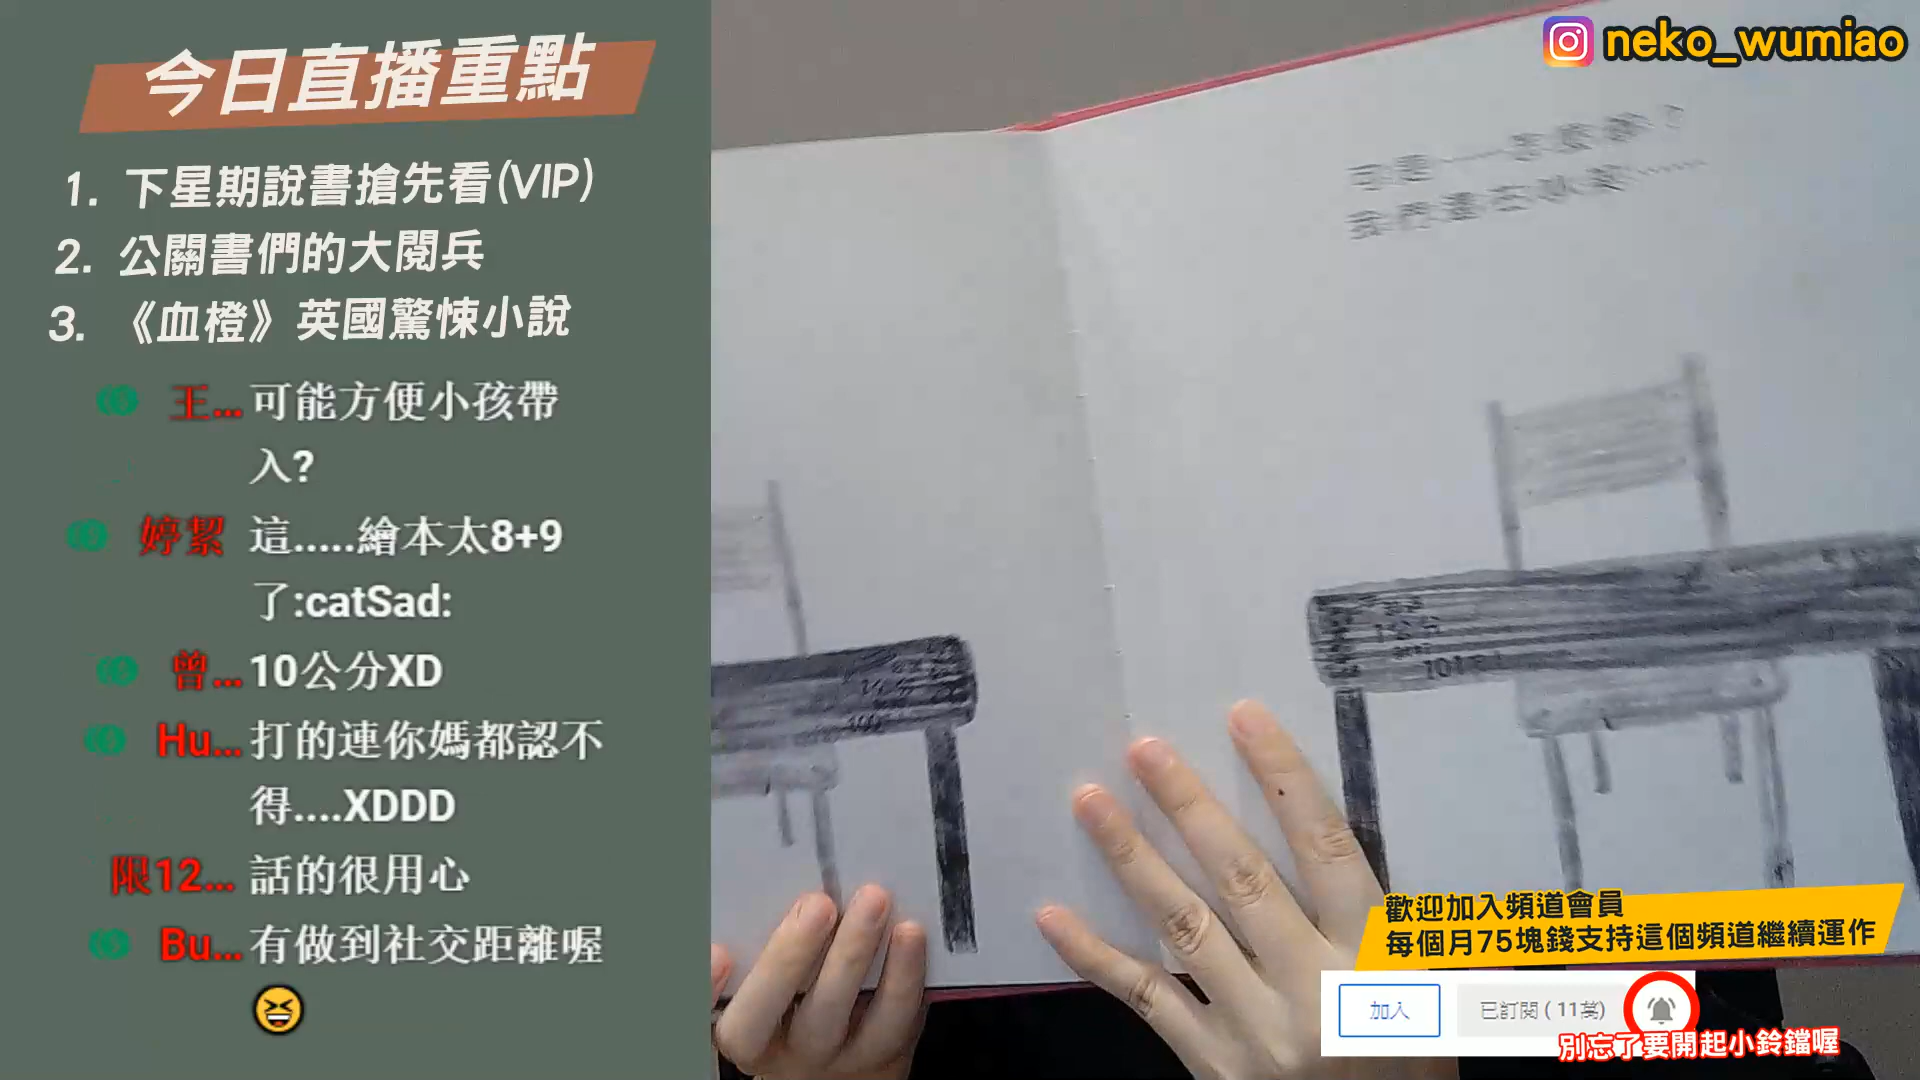 今日直播重點
1. 下星期說書搶先看(VIP)
2. 公關書們的大閱兵
3. 《血橙》英國驚悚小說
王... 可能方便小孩帶
入?
婷絜 這.....繪本太8+9
了:catSad:
曾... 10公分XD
Hu... 打的連你媽都認不
得....XDDD
限12... 話的很用心
Bu... 有做到社交距離喔
neko_wumiao
我們還在
歡迎加入頻道會員
每個月75塊錢支持這個頻道繼續運作
加入
已訂閱 ( 11萬)
別忘了要開起小鈴鐺喔